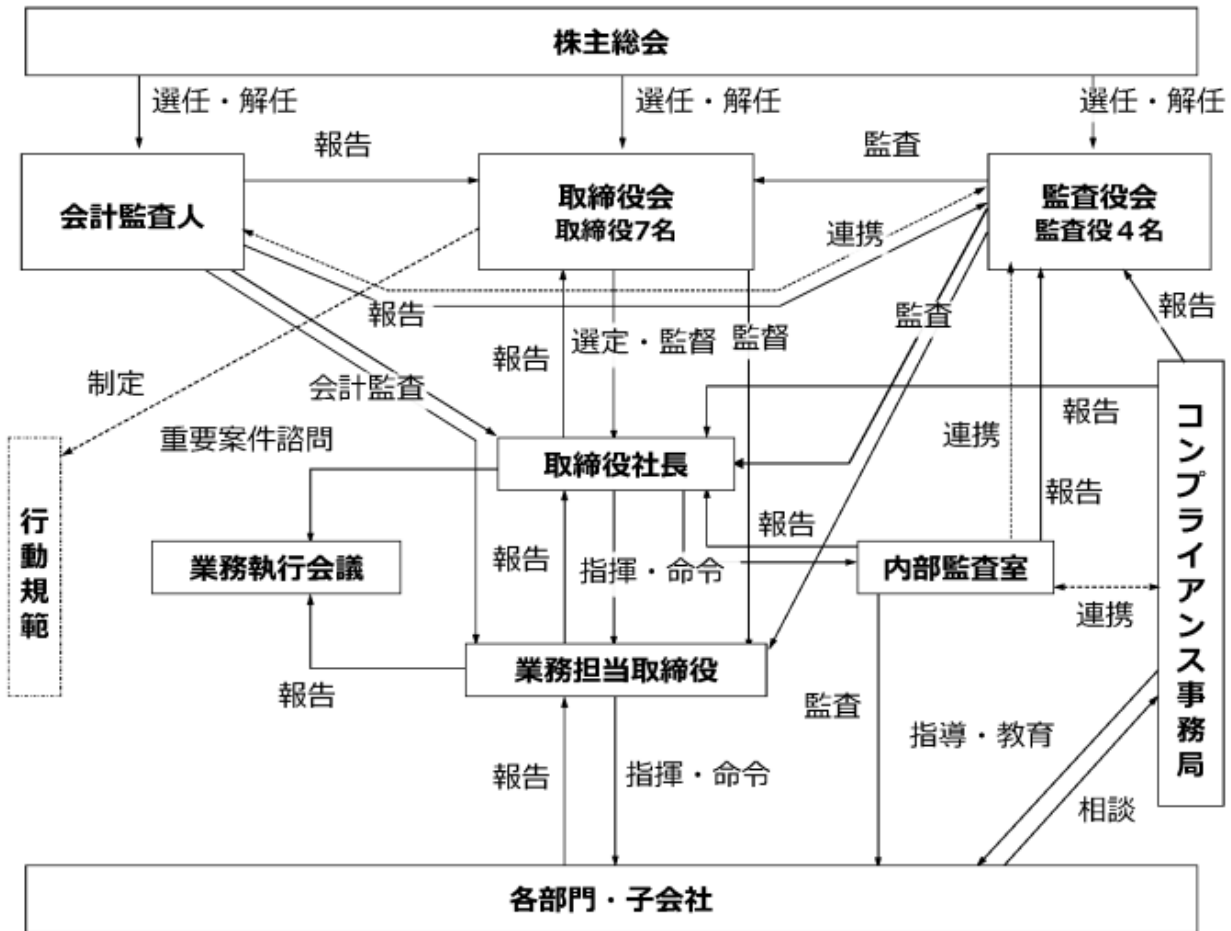 株主総会
選任・解任
選任・解任
選任・解任
報告
監査
会計監査人
取締役会
取締役7名
監査役会
監査役４名
連携
報告
報告
監査
選定・監督
監督
報告
制定
会計監査
報告
重要案件諮問
連携
取締役社長
報告
コンプライアンス事務局
行動規範
報告
報告
業務執行会議
指揮・命令
内部監査室
連携
業務担当取締役
報告
監査
指導・教育
報告
指揮・命令
相談
各部門・子会社